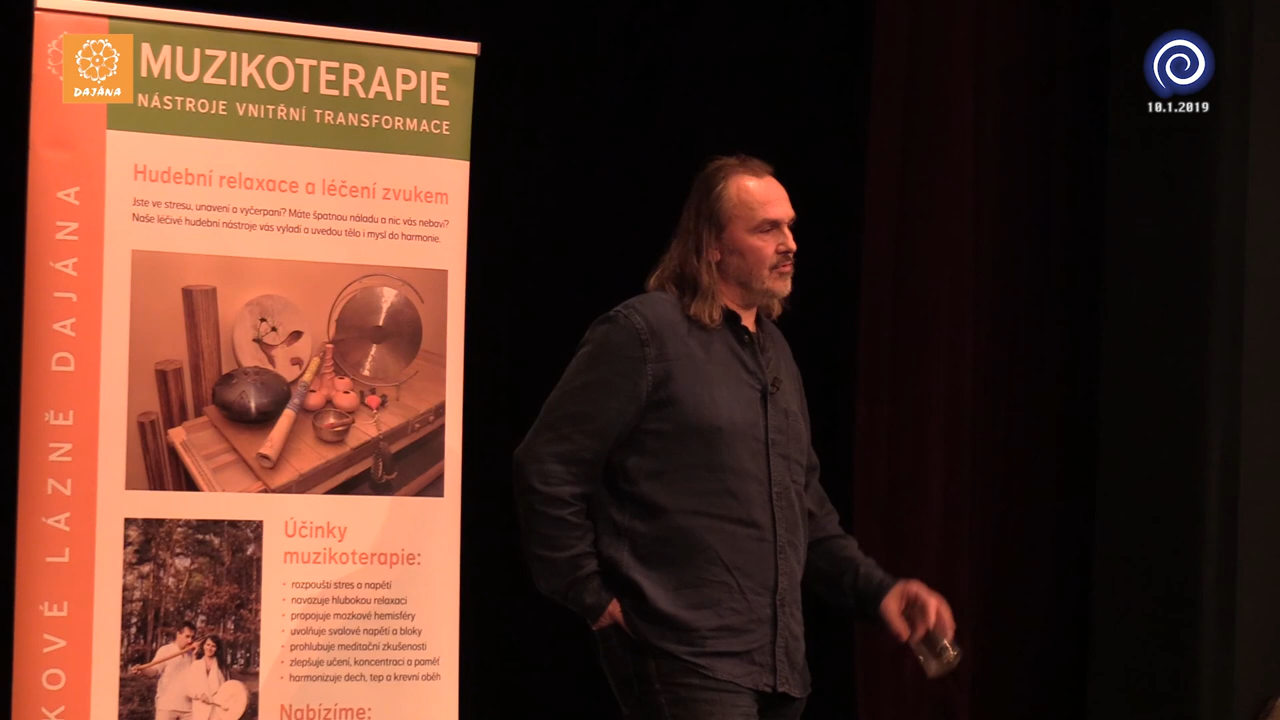 DAJÁNA
MUZIKOTERAPIE
NÁSTROJE VNITŘNÍ TRANSFORMACE
Hudební relaxace a léčení zvukem
Jste ve stresu, unavení a vyčerpaní? Máte špatnou náladu a nic vás nebaví?
Naše léčivé hudební nástroje vás vyladí a uvedou tělo i mysl do harmonie.
KOVÉ LÁZNĚ DAJÁNA
Účinky
muzikoterapie:
• rozpouští stres a napětí
• navozuje hlubokou relaxaci
• propojuje mozkové hemisféry
• uvolňuje svalové napětí a bloky
• prohlubuje meditační zkušenosti
• zlepšuje učení, koncentraci a paměť
• harmonizuje dech, tep a krevní oběh
Nabízíme:
10.1.2019